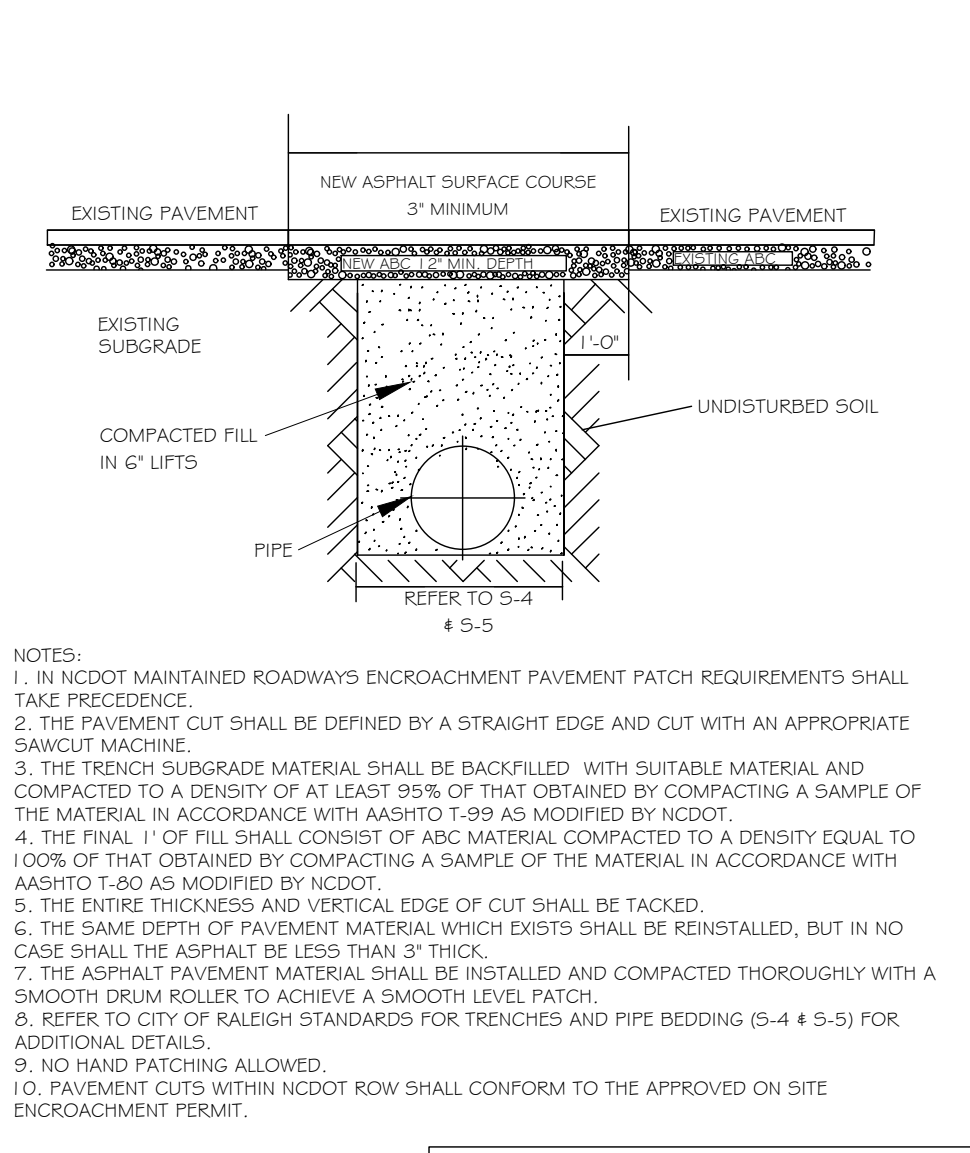 NEW ASPHALT SURFACE COURSE
3" MINIMUM
EXISTING PAVEMENT
EXISTING PAVEMENT
NEW ABC 12" MIN. DEPTH
EXISTING ABC
EXISTING
SUBGRADE
1'-0"
UNDISTURBED SOIL
COMPACTED FILL
IN 6" LIFTS
PIPE
REFER TO S-4
& S-5
NOTES:
1. IN NCDOT MAINTAINED ROADWAYS ENCROACHMENT PAVEMENT PATCH REQUIREMENTS SHALL
TAKE PRECEDENCE.
2. THE PAVEMENT CUT SHALL BE DEFINED BY A STRAIGHT EDGE AND CUT WITH AN APPROPRIATE
SAWCUT MACHINE.
3. THE TRENCH SUBGRADE MATERIAL SHALL BE BACKFILLED WITH SUITABLE MATERIAL AND
COMPACTED TO A DENSITY OF AT LEAST 95% OF THAT OBTAINED BY COMPACTING A SAMPLE OF
THE MATERIAL IN ACCORDANCE WITH AASHTO T-99 AS MODIFIED BY NCDOT.
4. THE FINAL 1' OF FILL SHALL CONSIST OF ABC MATERIAL COMPACTED TO A DENSITY EQUAL TO
100% OF THAT OBTAINED BY COMPACTING A SAMPLE OF THE MATERIAL IN ACCORDANCE WITH
AASHTO T-80 AS MODIFIED BY NCDOT.
5. THE ENTIRE THICKNESS AND VERTICAL EDGE OF CUT SHALL BE TACKED.
6. THE SAME DEPTH OF PAVEMENT MATERIAL WHICH EXISTS SHALL BE REINSTALLED, BUT IN NO
CASE SHALL THE ASPHALT BE LESS THAN 3" THICK.
7. THE ASPHALT PAVEMENT MATERIAL SHALL BE INSTALLED AND COMPACTED THOROUGHLY WITH A
SMOOTH DRUM ROLLER TO ACHIEVE A SMOOTH LEVEL PATCH.
8. REFER TO CITY OF RALEIGH STANDARDS FOR TRENCHES AND PIPE BEDDING (S-4 & S-5) FOR
ADDITIONAL DETAILS.
9. NO HAND PATCHING ALLOWED.
10. PAVEMENT CUTS WITHIN NCDOT ROW SHALL CONFORM TO THE APPROVED ON SITE
ENCROACHMENT PERMIT.